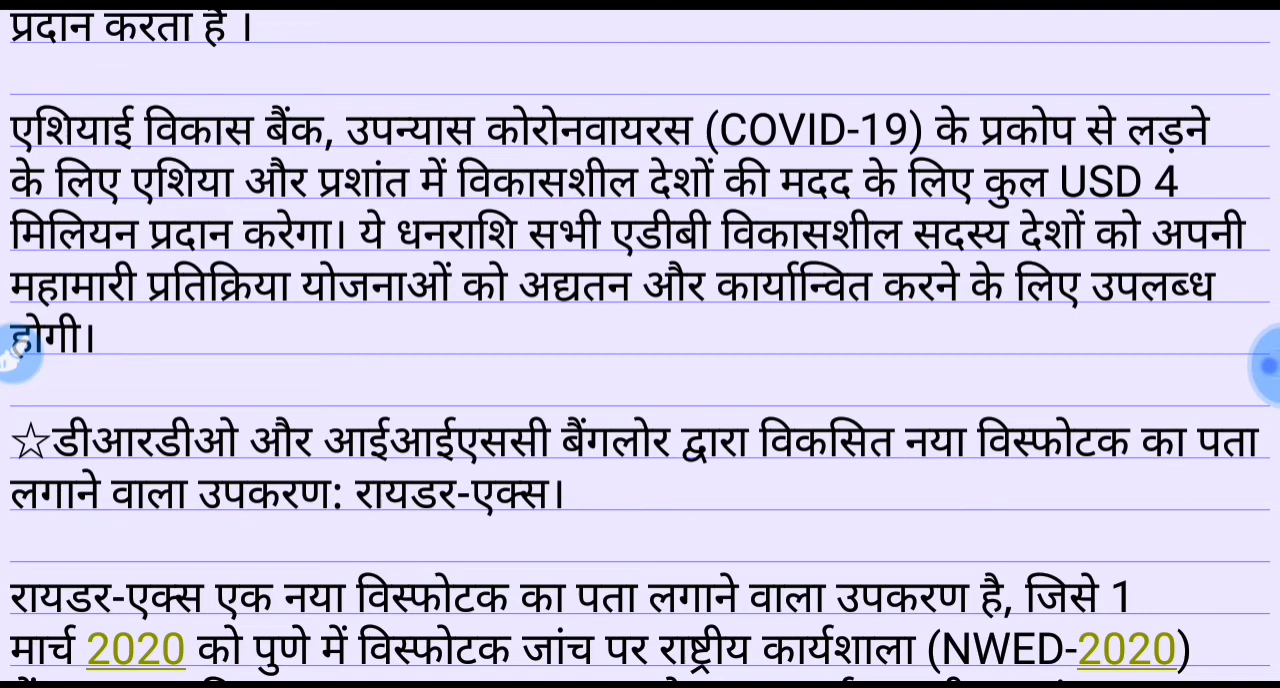 प्रदान करता है ।
एशियाई विकास बैंक, उपन्यास कोरोनवायरस (COVID-19) के प्रकोप से लड़ने
के लिए एशिया और प्रशांत में विकासशील देशों की मदद के लिए कुल USD 4
मिलियन प्रदान करेगा। ये धनराशि सभी एडीबी विकासशील सदस्य देशों को अपनी
महामारी प्रतिक्रिया योजनाओं को अद्यतन और कार्यान्वित करने के लिए उपलब्ध
होगी।
☆डीआरडीओ और आईआईएससी बैंगलोर द्वारा विकसित नया विस्फोटक का पता
लगाने वाला उपकरण: रायडर-एक्स।
रायडर-एक्स एक नया विस्फोटक का पता लगाने वाला उपकरण है, जिसे 1
मार्च 2020 को पुणे में विस्फोटक जांच पर राष्ट्रीय कार्यशाला (NWED-2020)